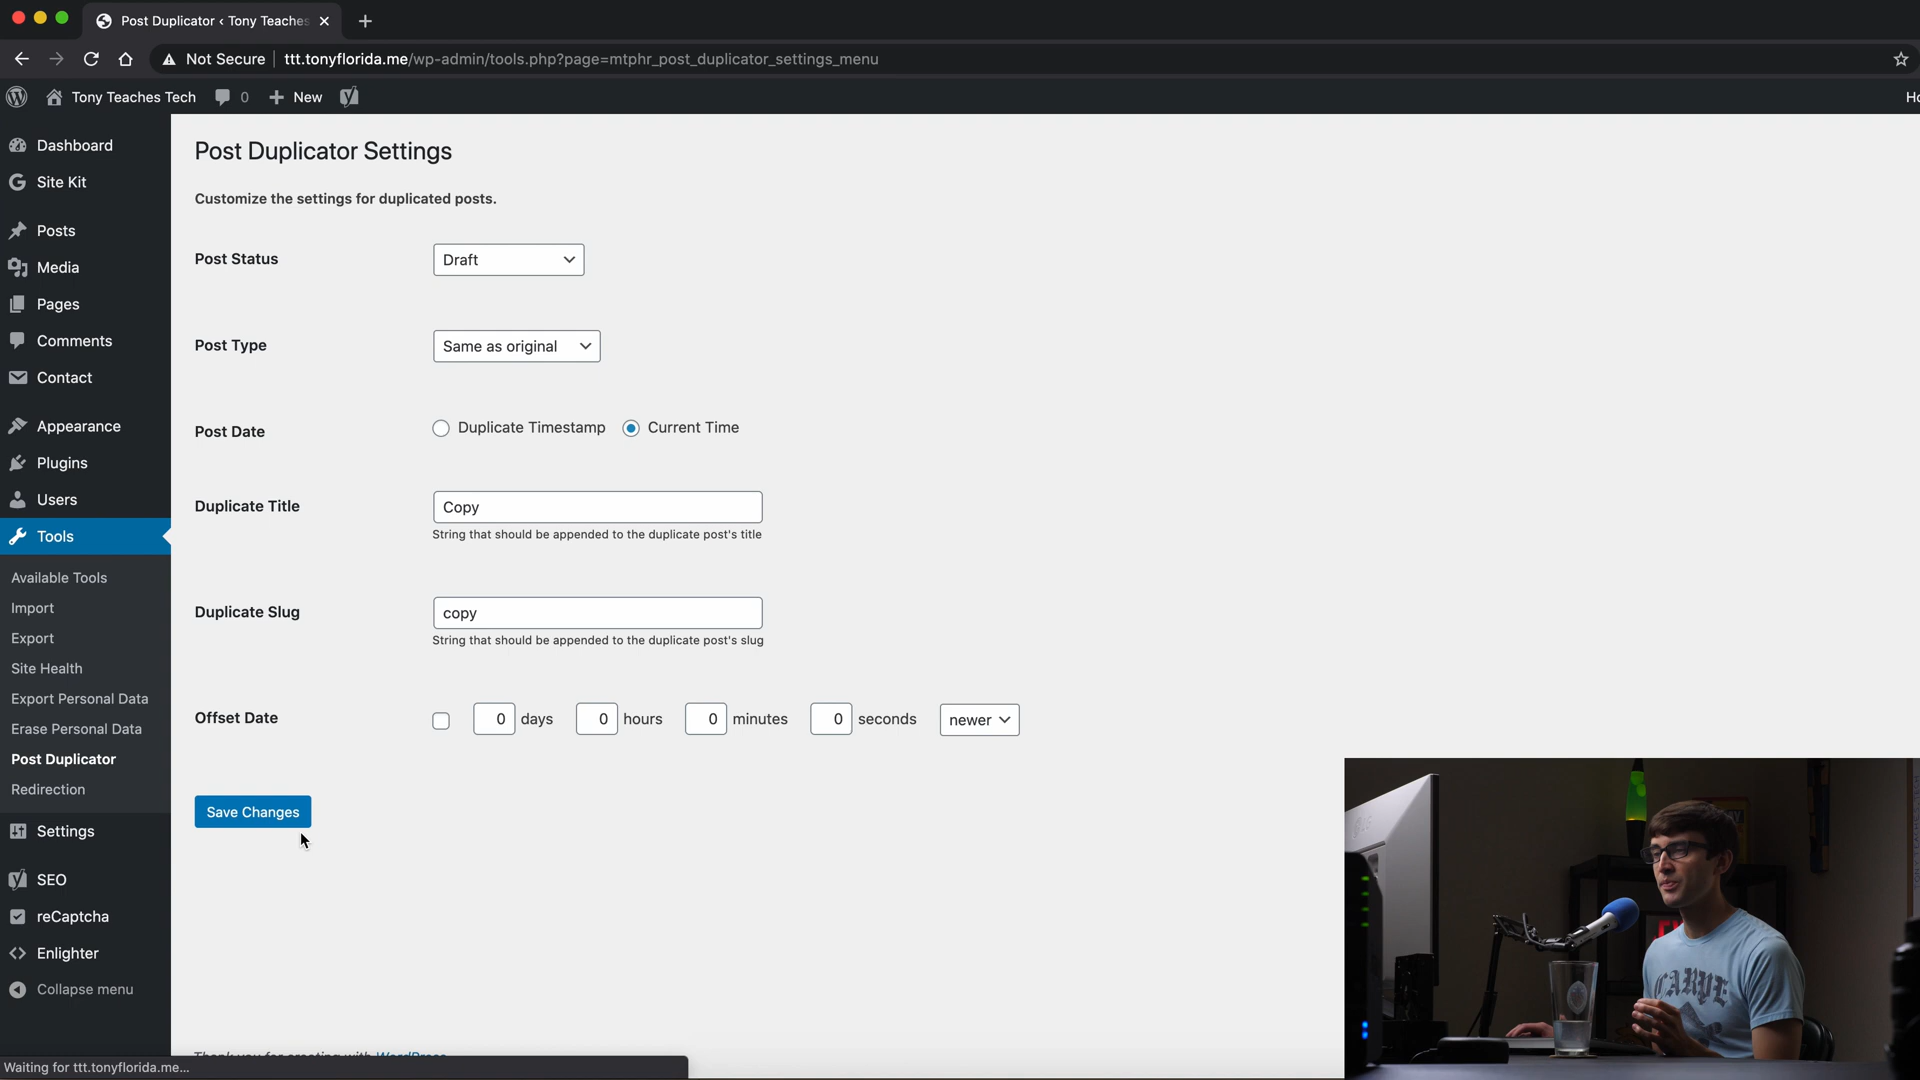 Post Duplicator < Tony Teaches
Not Secure ttt.tonyflorida.me/wp-admin/tools.php?page=mtphr_post_duplicator_settings_menu
Tony Teaches Tech 0 New
Dashboard
Site Kit
Posts
Media
Pages
Comments
Contact
Appearance
Plugins
Users
Tools
Available Tools
Import
Export
Site Health
Export Personal Data
Erase Personal Data
Post Duplicator
Redirection
Settings
SEO
reCaptcha
Enlighter
Collapse menu
Post Duplicator Settings
Customize the settings for duplicated posts.
Post Status Draft
Post Type Same as original
Post Date Duplicate Timestamp Current Time
Duplicate Title Copy
String that should be appended to the duplicate post's title
Duplicate Slug copy
String that should be appended to the duplicate post's slug
Offset Date 0 days 0 hours 0 minutes 0 seconds newer
Save Changes
Waiting for ttt.tonyflorida.me...
CARPE